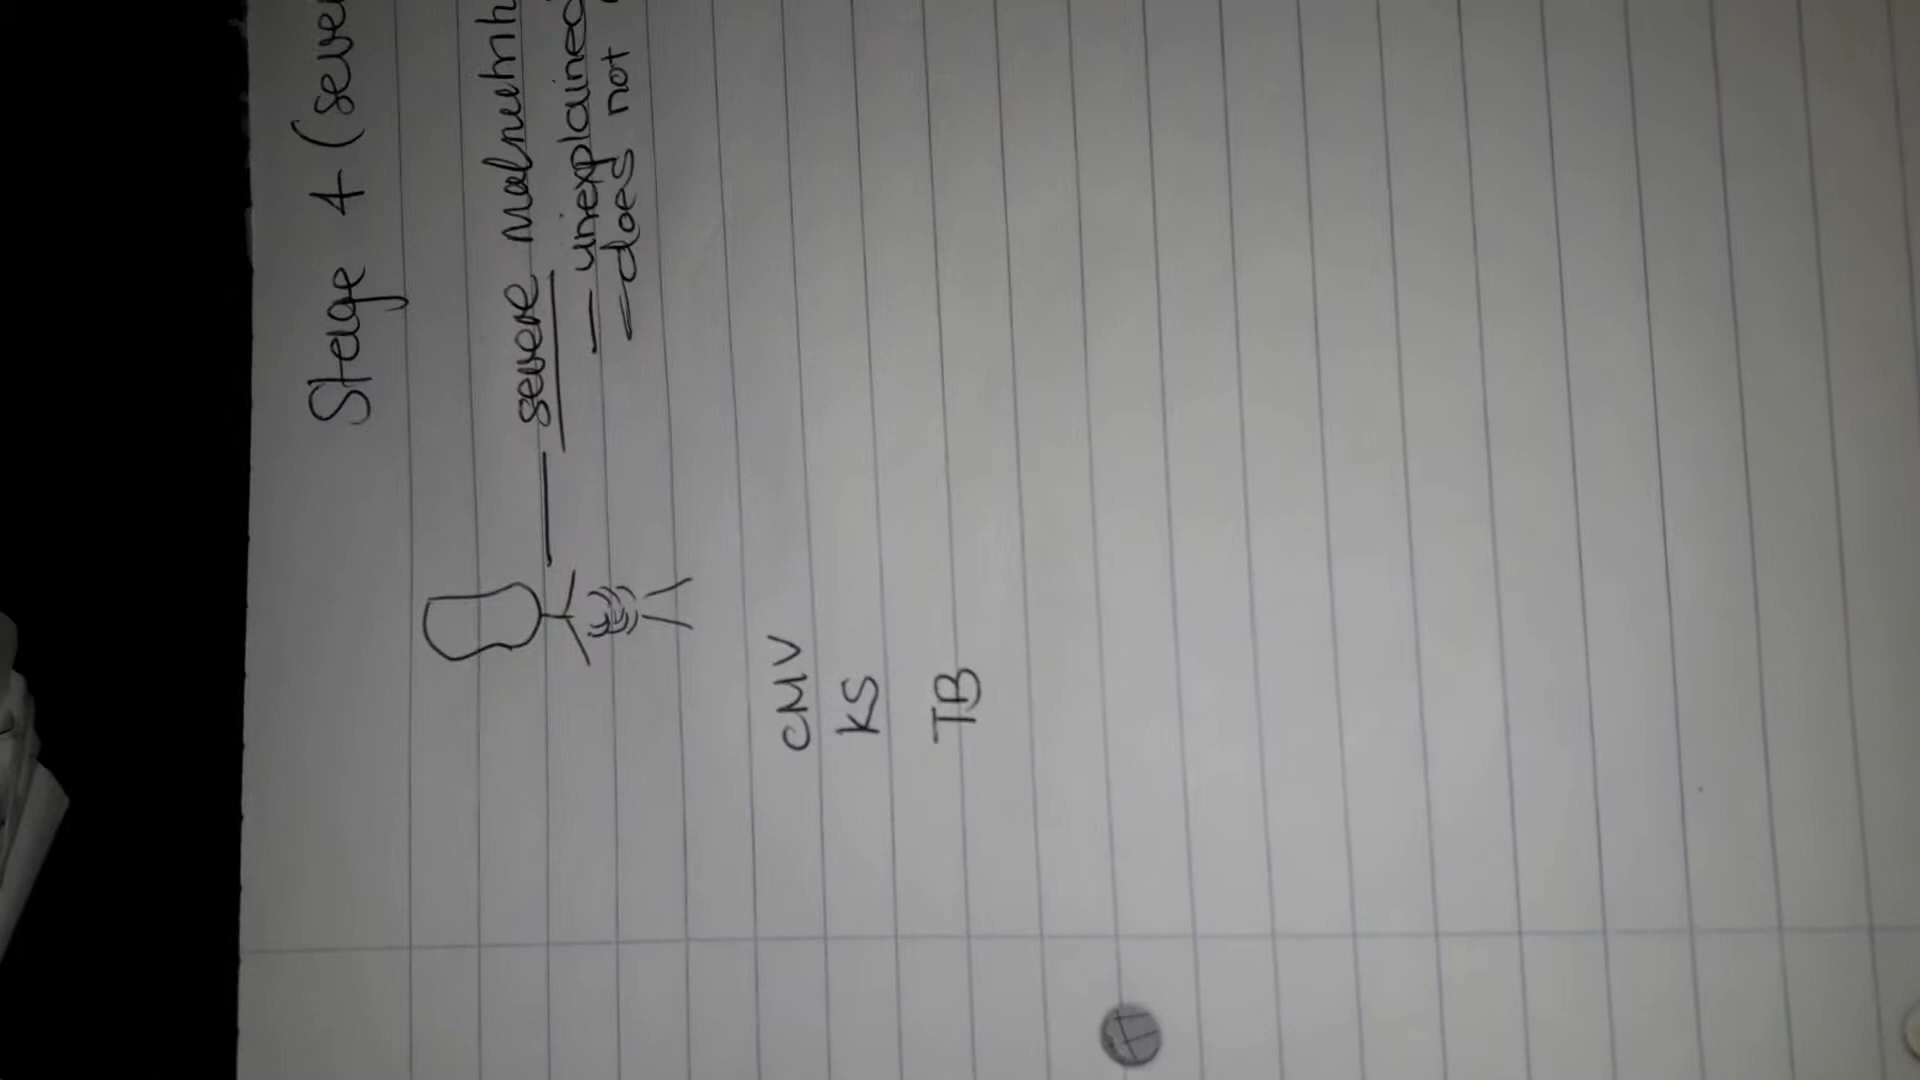 Stage 4 (seve
— severe malnutrih
— unexplained
— does not
CMV
KS
TB